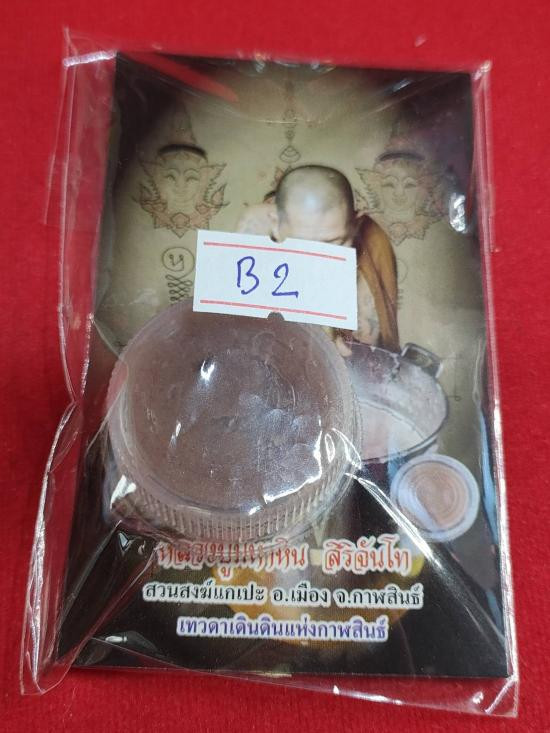 B2
สิริจันโท
สวนสงฆ์แกเปะ อ.เมือง จ.กาฬสินธุ์
เทวดาเดินดินแห่งกาฬสินธุ์